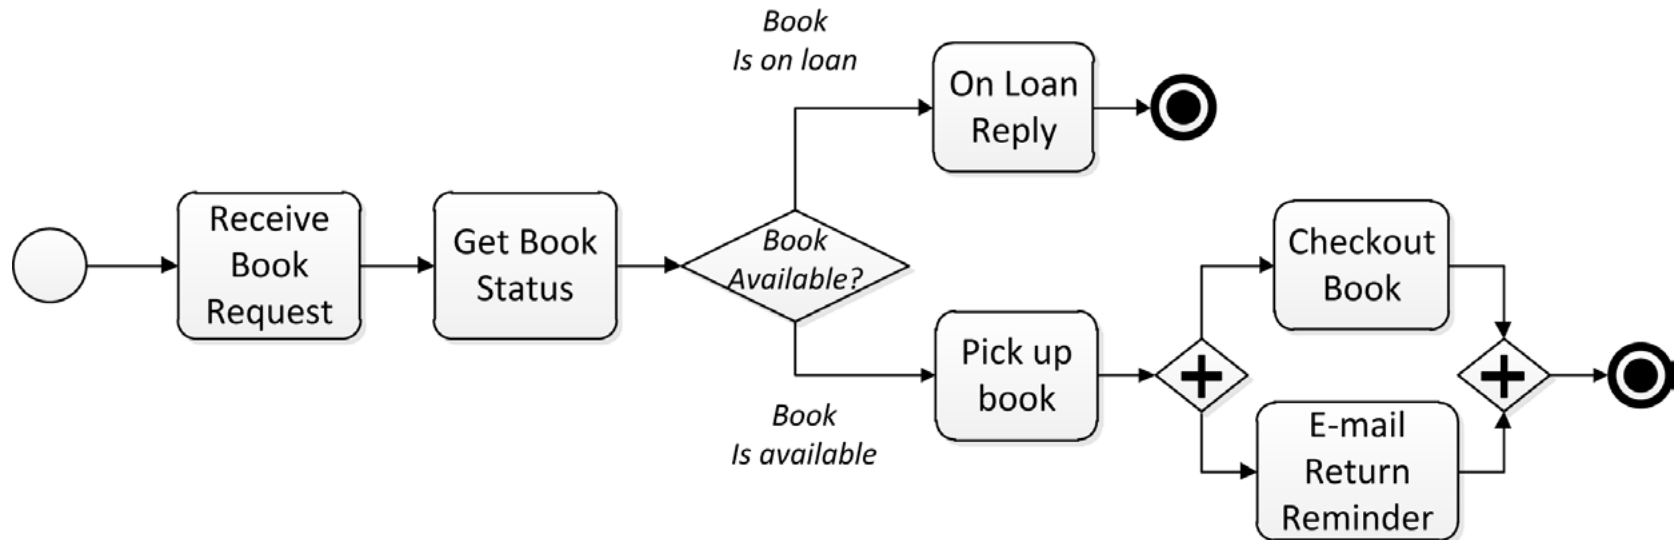 Book
Is on loan
On Loan
Reply
Receive
Book
Request
Get Book
Status
Book
Available?
Checkout
Book
Pick up
book
Book
Is available
E-mail
Return
Reminder